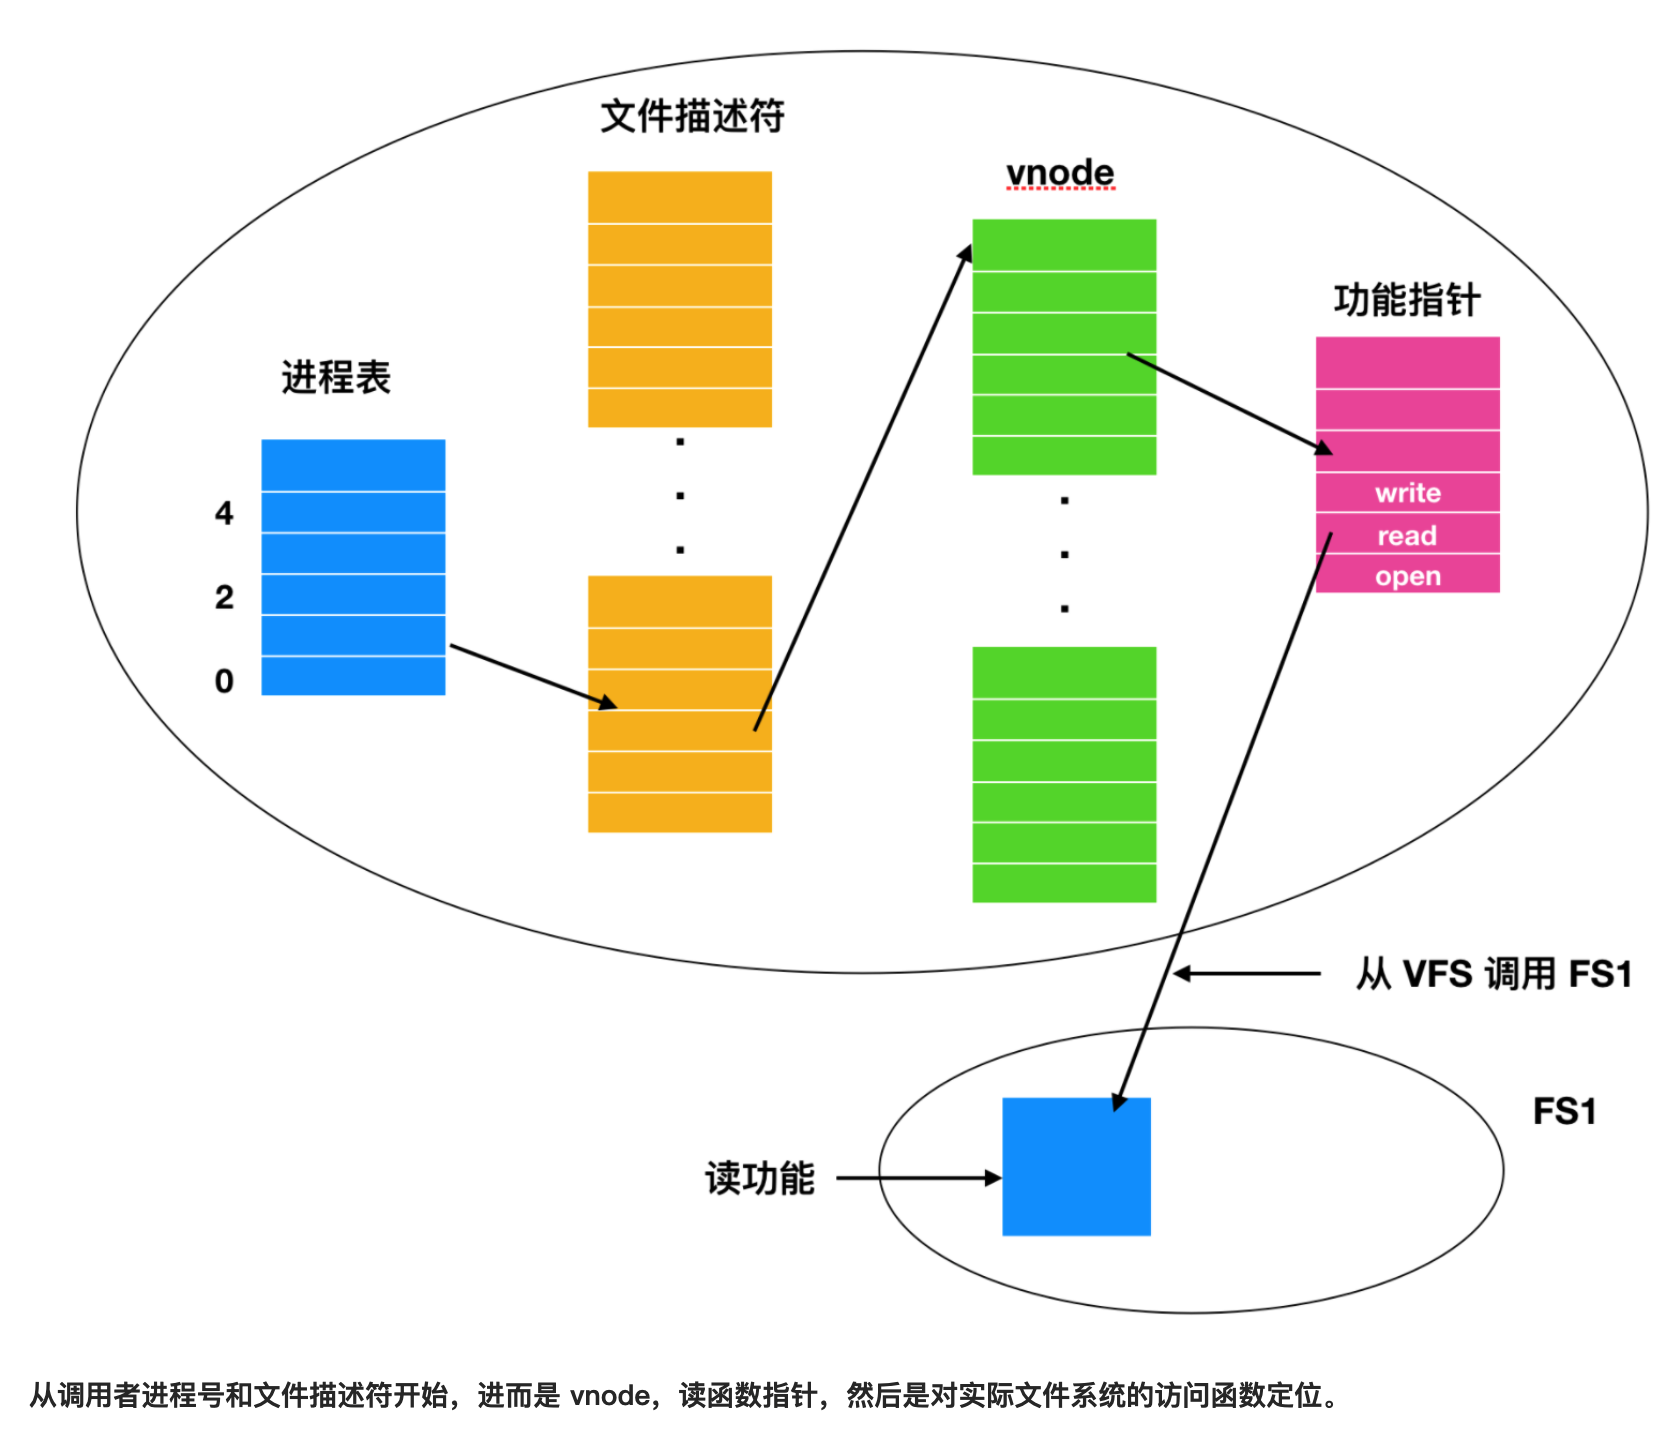 文件描述符
vnode
功能指针
进程表
write
4
read
open
2
0
从 VFS 调用 FS1
FS1
读功能
从调用者进程号和文件描述符开始，进而是 vnode，读函数指针，然后是对实际文件系统的访问函数定位。